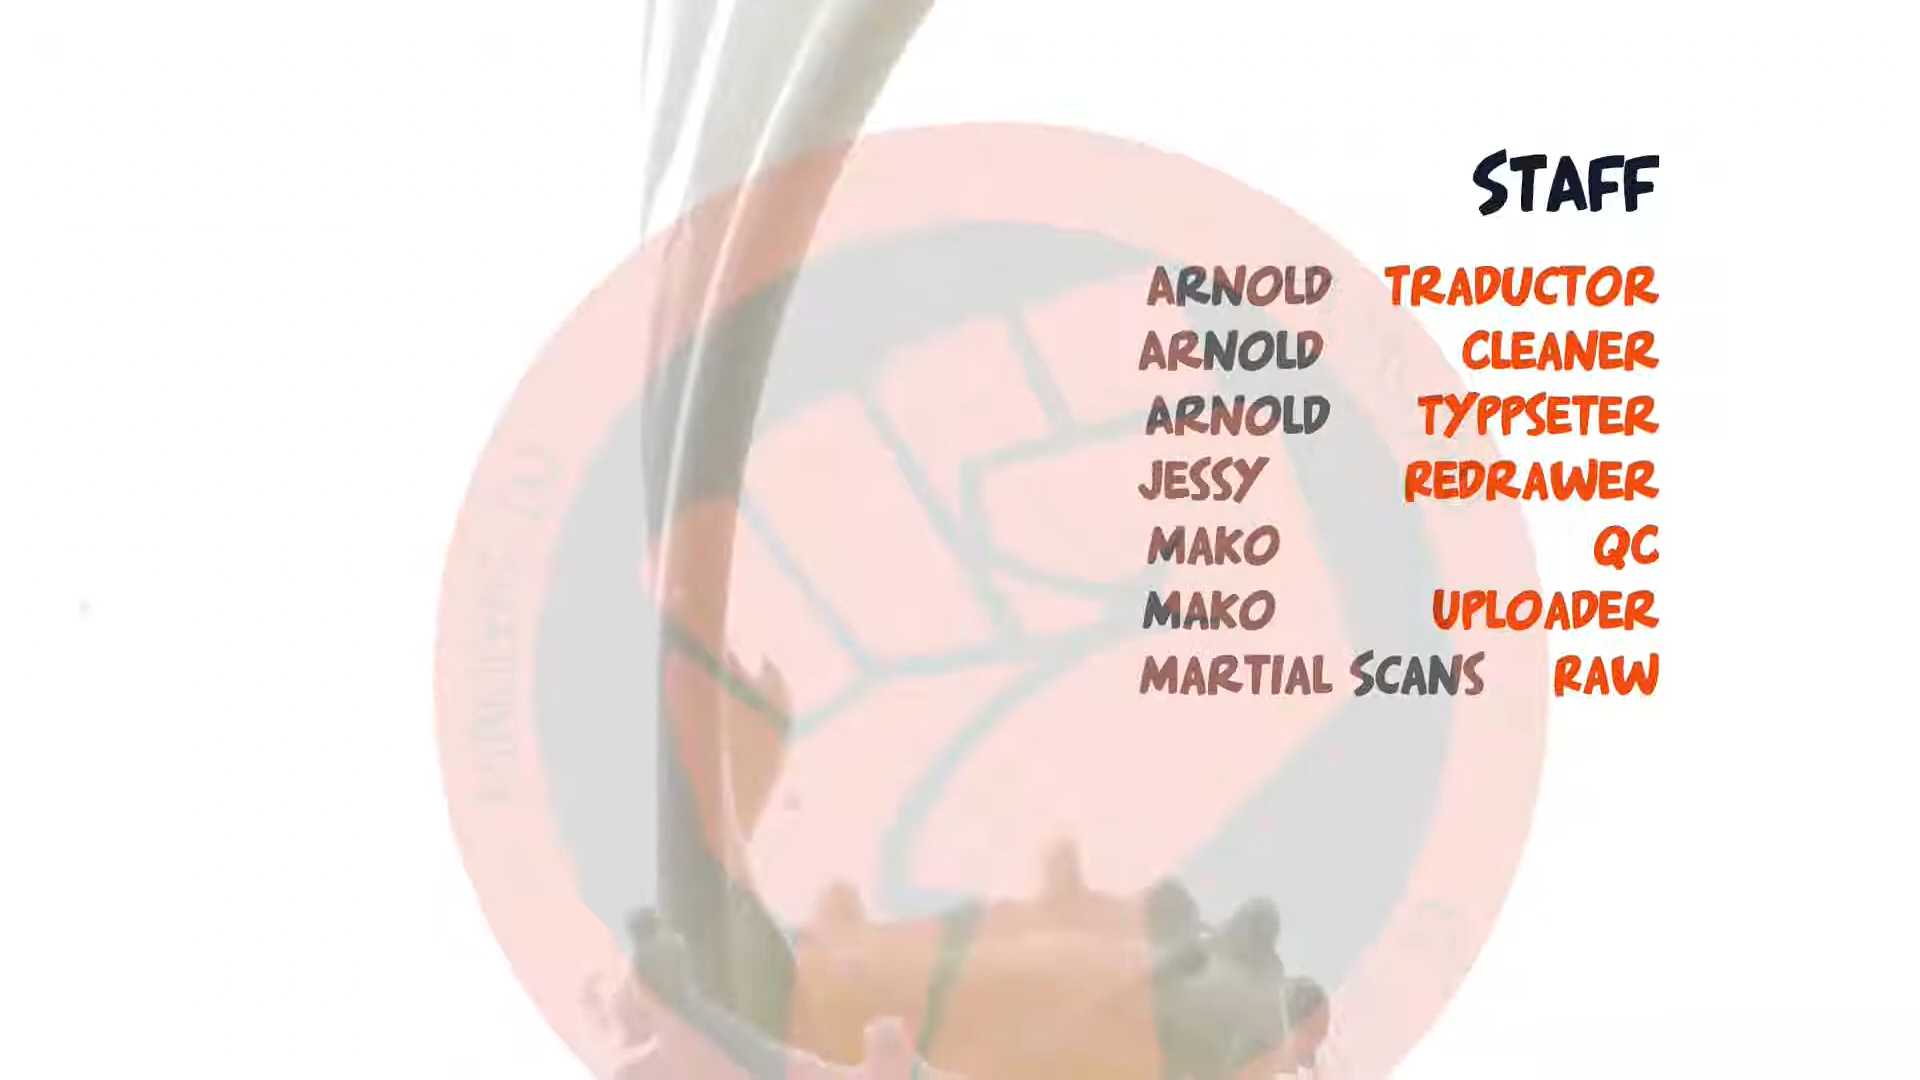 STAFF
ARNOLD TRADUCTOR
ARNOLD CLEANER
ARNOLD TYPPSETER
JESSY REDRAWER
MAKO QC
MAKO UPLOADER
MARTIAL SCANS RAW